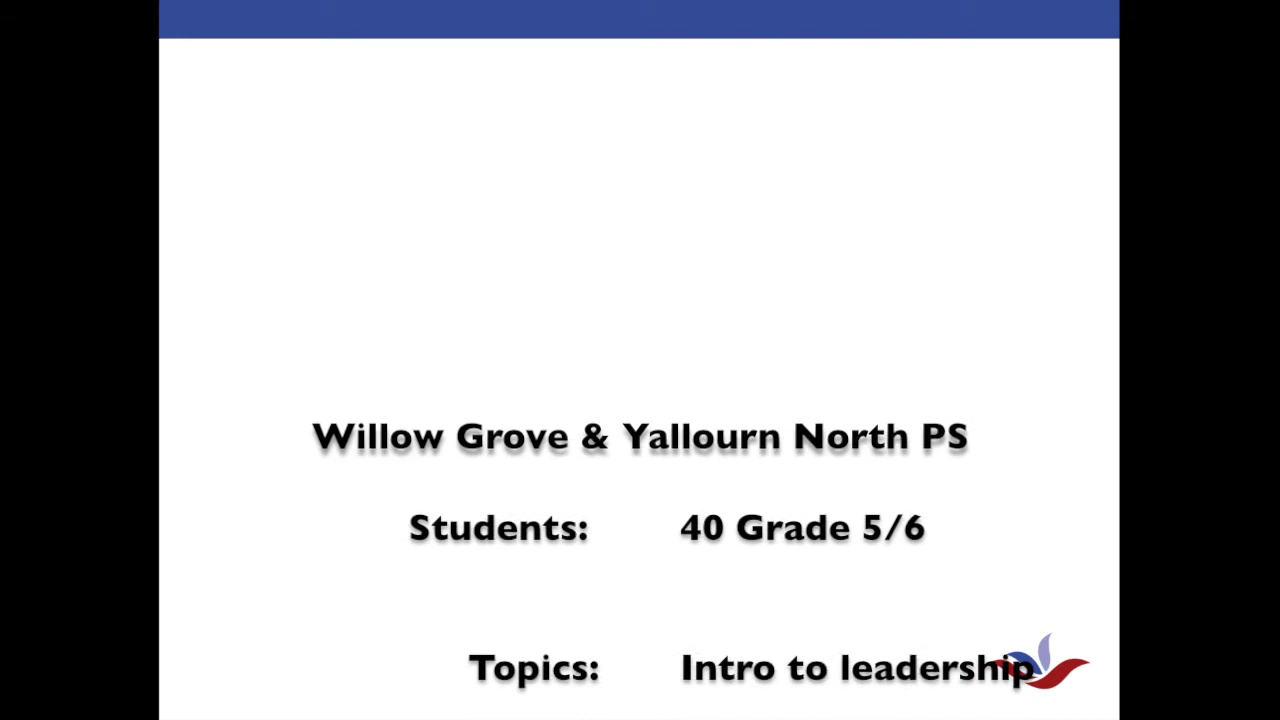 Willow Grove & Yallourn North PS
Students: 40 Grade 5/6
Topics: Intro to leadership